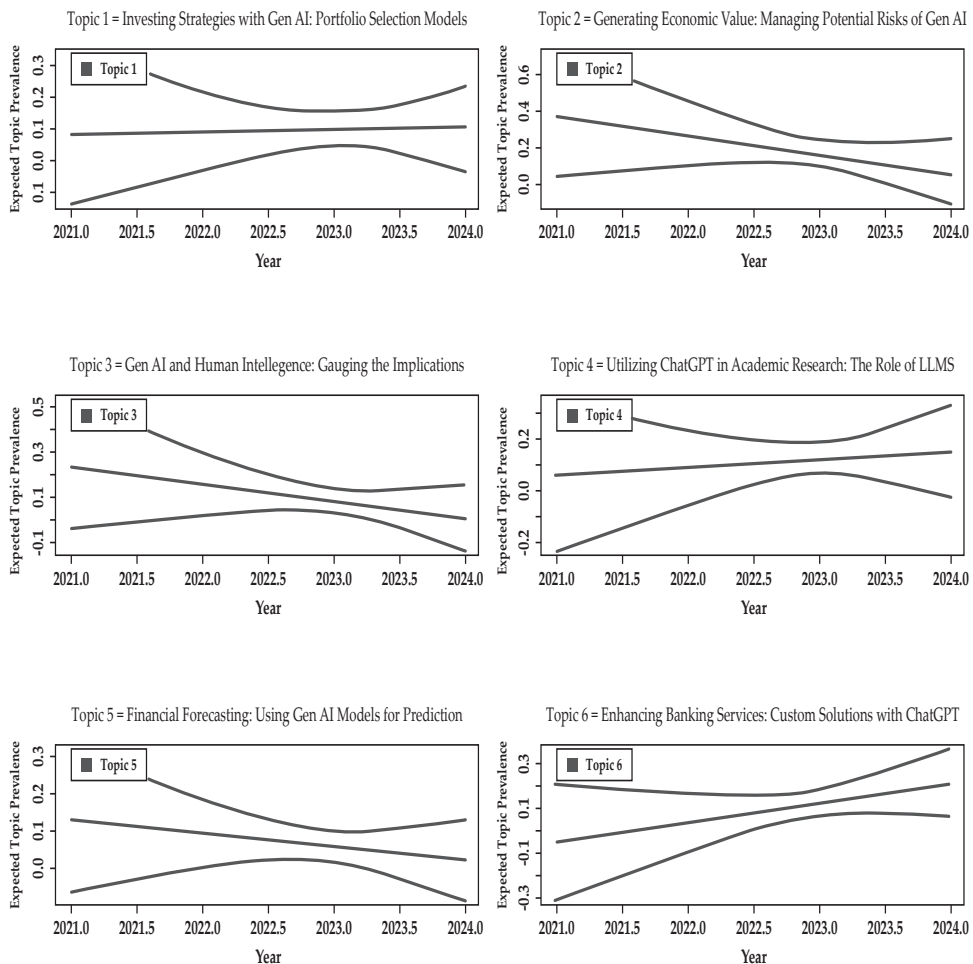 Topic 1 = Investing Strategies with Gen AI: Portfolio Selection Models
Expected Topic Prevalence
0.3
0.2
0.1
0.0
0.1
Topic 1
2021.0 2021.5 2022.0 2022.5 2023.0 2023.5 2024.0
Year
Topic 2 = Generating Economic Value: Managing Potential Risks of Gen AI
Expected Topic Prevalence
0.6
0.4
0.2
0.0
Topic 2
2021.0 2021.5 2022.0 2022.5 2023.0 2023.5 2024.0
Year
Topic 3 = Gen AI and Human Intellegence: Gauging the Implications
Expected Topic Prevalence
0.5
0.3
0.1
-0.1
Topic 3
2021.0 2021.5 2022.0 2022.5 2023.0 2023.5 2024.0
Year
Topic 4 = Utilizing ChatGPT in Academic Research: The Role of LLMS
Expected Topic Prevalence
0.2
0.0
-0.2
Topic 4
2021.0 2021.5 2022.0 2022.5 2023.0 2023.5 2024.0
Year
Topic 5 = Financial Forecasting: Using Gen AI Models for Prediction
Expected Topic Prevalence
0.3
0.2
0.1
0.0
Topic 5
2021.0 2021.5 2022.0 2022.5 2023.0 2023.5 2024.0
Year
Topic 6 = Enhancing Banking Services: Custom Solutions with ChatGPT
Expected Topic Prevalence
0.3
0.1
-0.1
-0.3
Topic 6
2021.0 2021.5 2022.0 2022.5 2023.0 2023.5 2024.0
Year